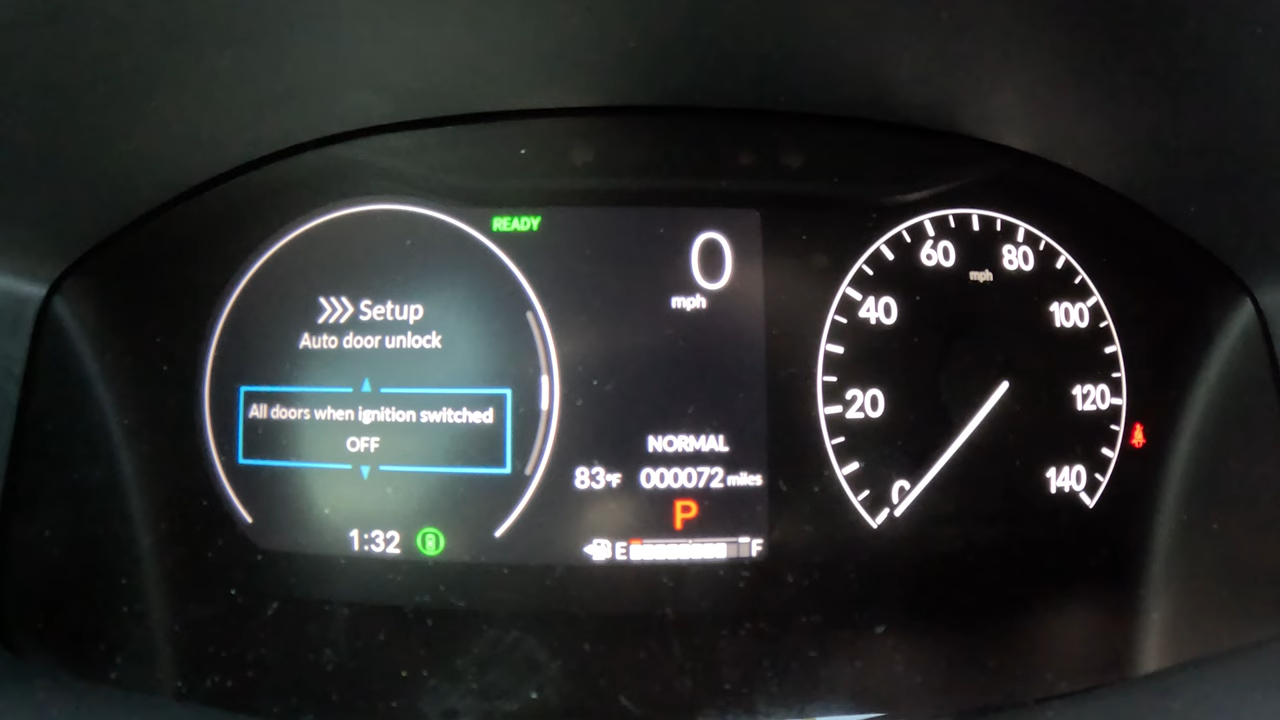 READY
0
mph
>>> Setup
Auto door unlock
All doors when ignition switched
OFF
NORMAL
83°F 000072 miles
P
1:32
E F
60 80
mph
40 100
20 120
0 140